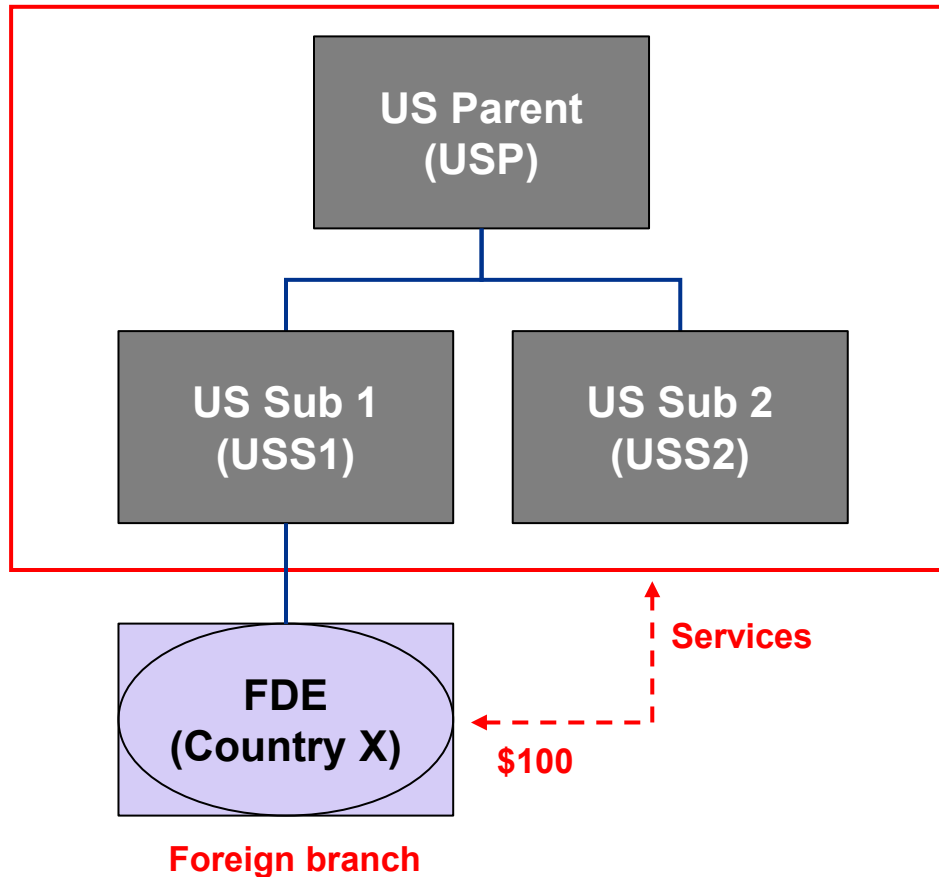 US Parent
(USP)
US Sub 1
(USS1)
US Sub 2
(USS2)
Services
FDE
(Country X)
$100
Foreign branch